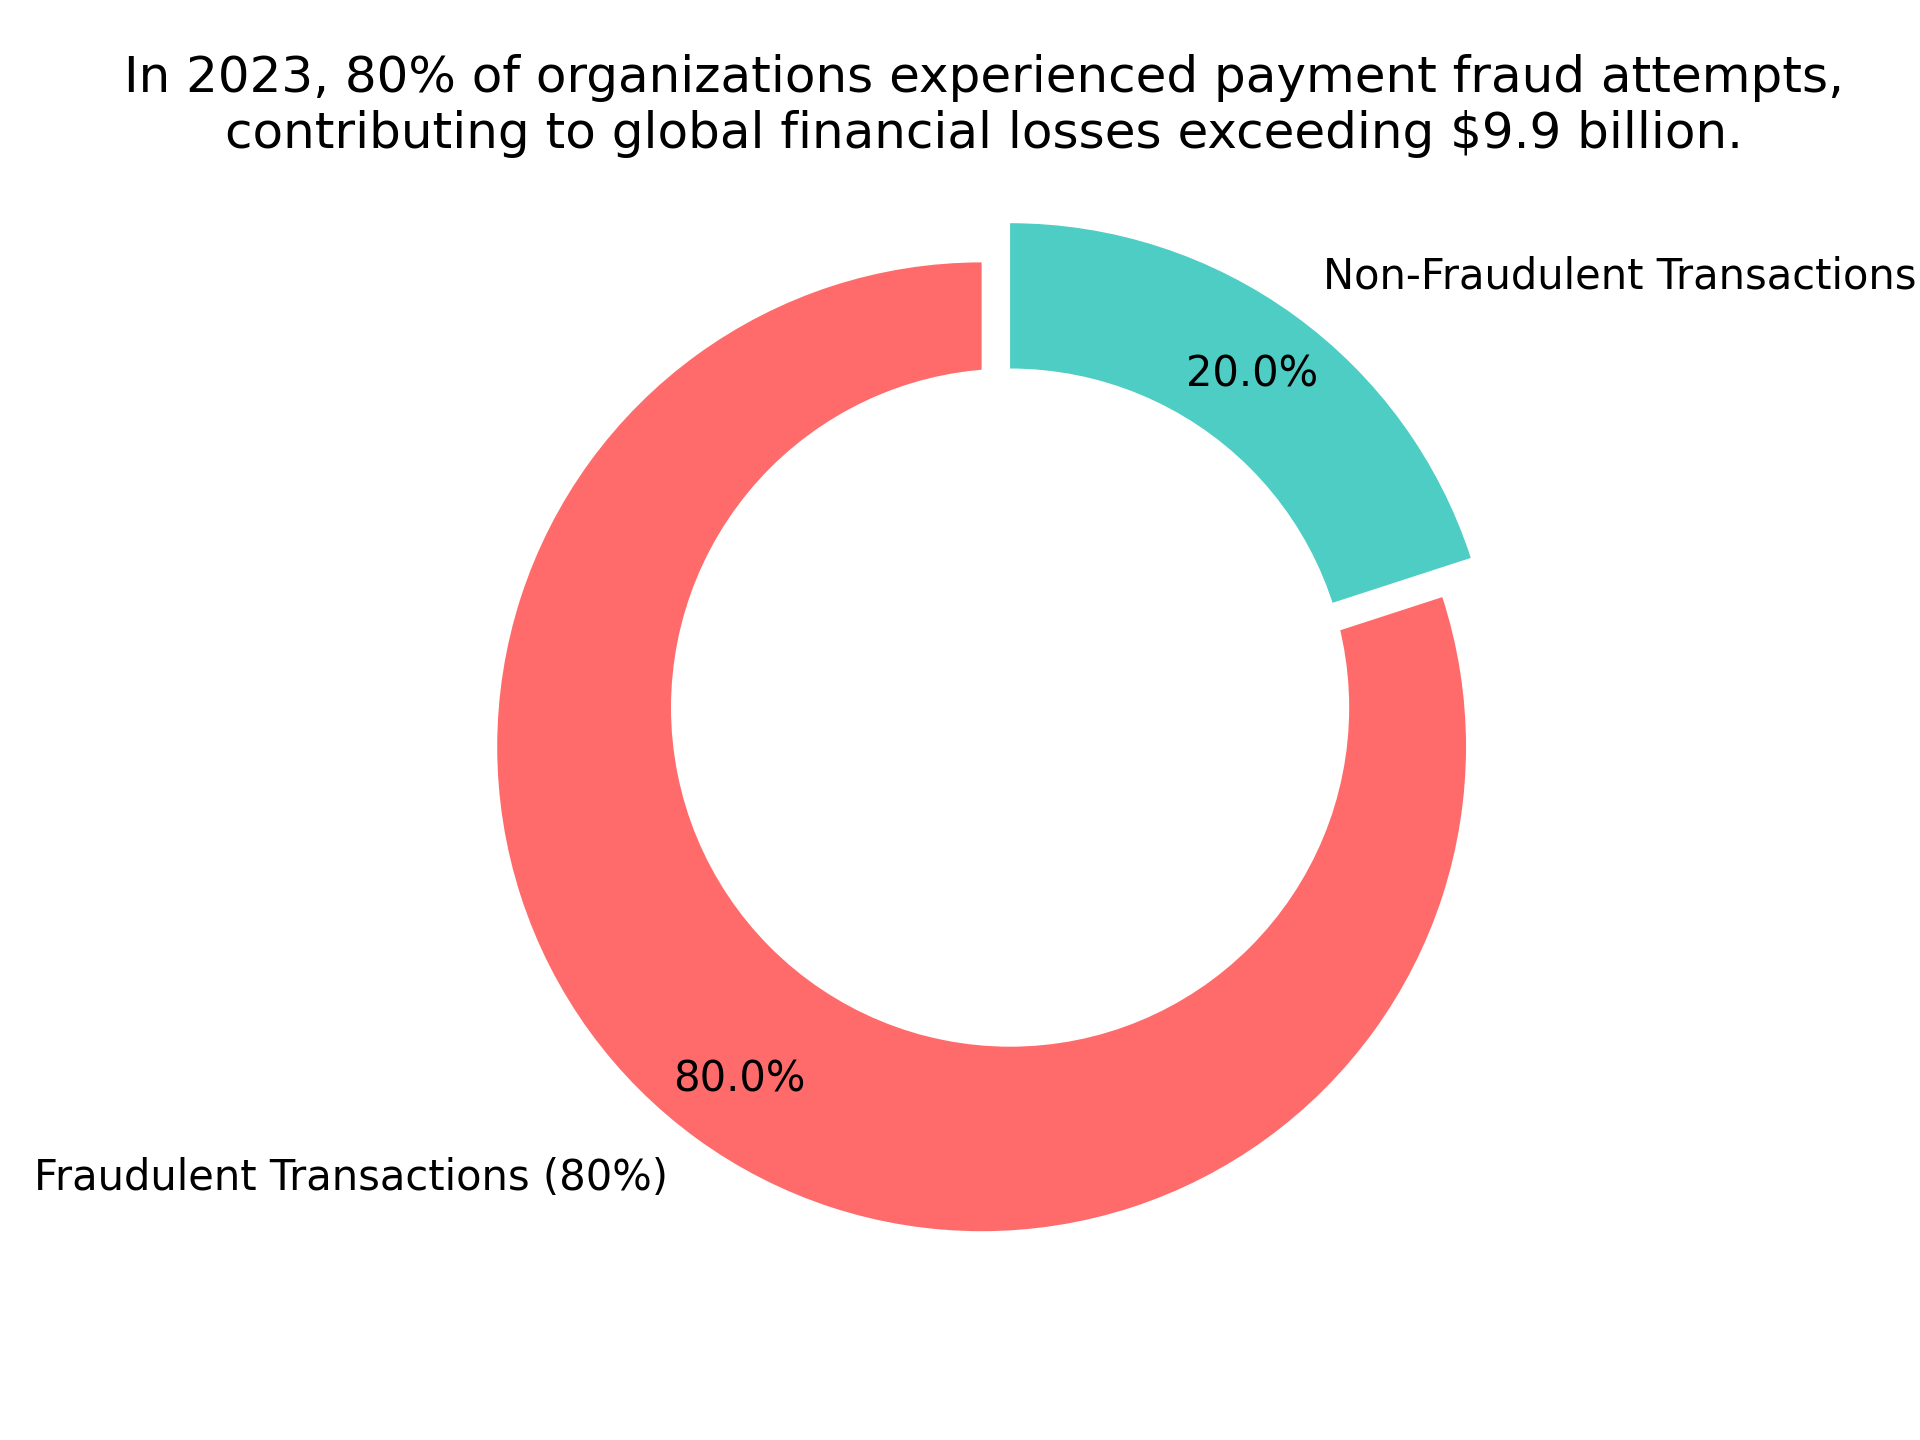 In 2023, 80% of organizations experienced payment fraud attempts,
contributing to global financial losses exceeding $9.9 billion.
Non-Fraudulent Transactions
20.0%
80.0%
Fraudulent Transactions (80%)